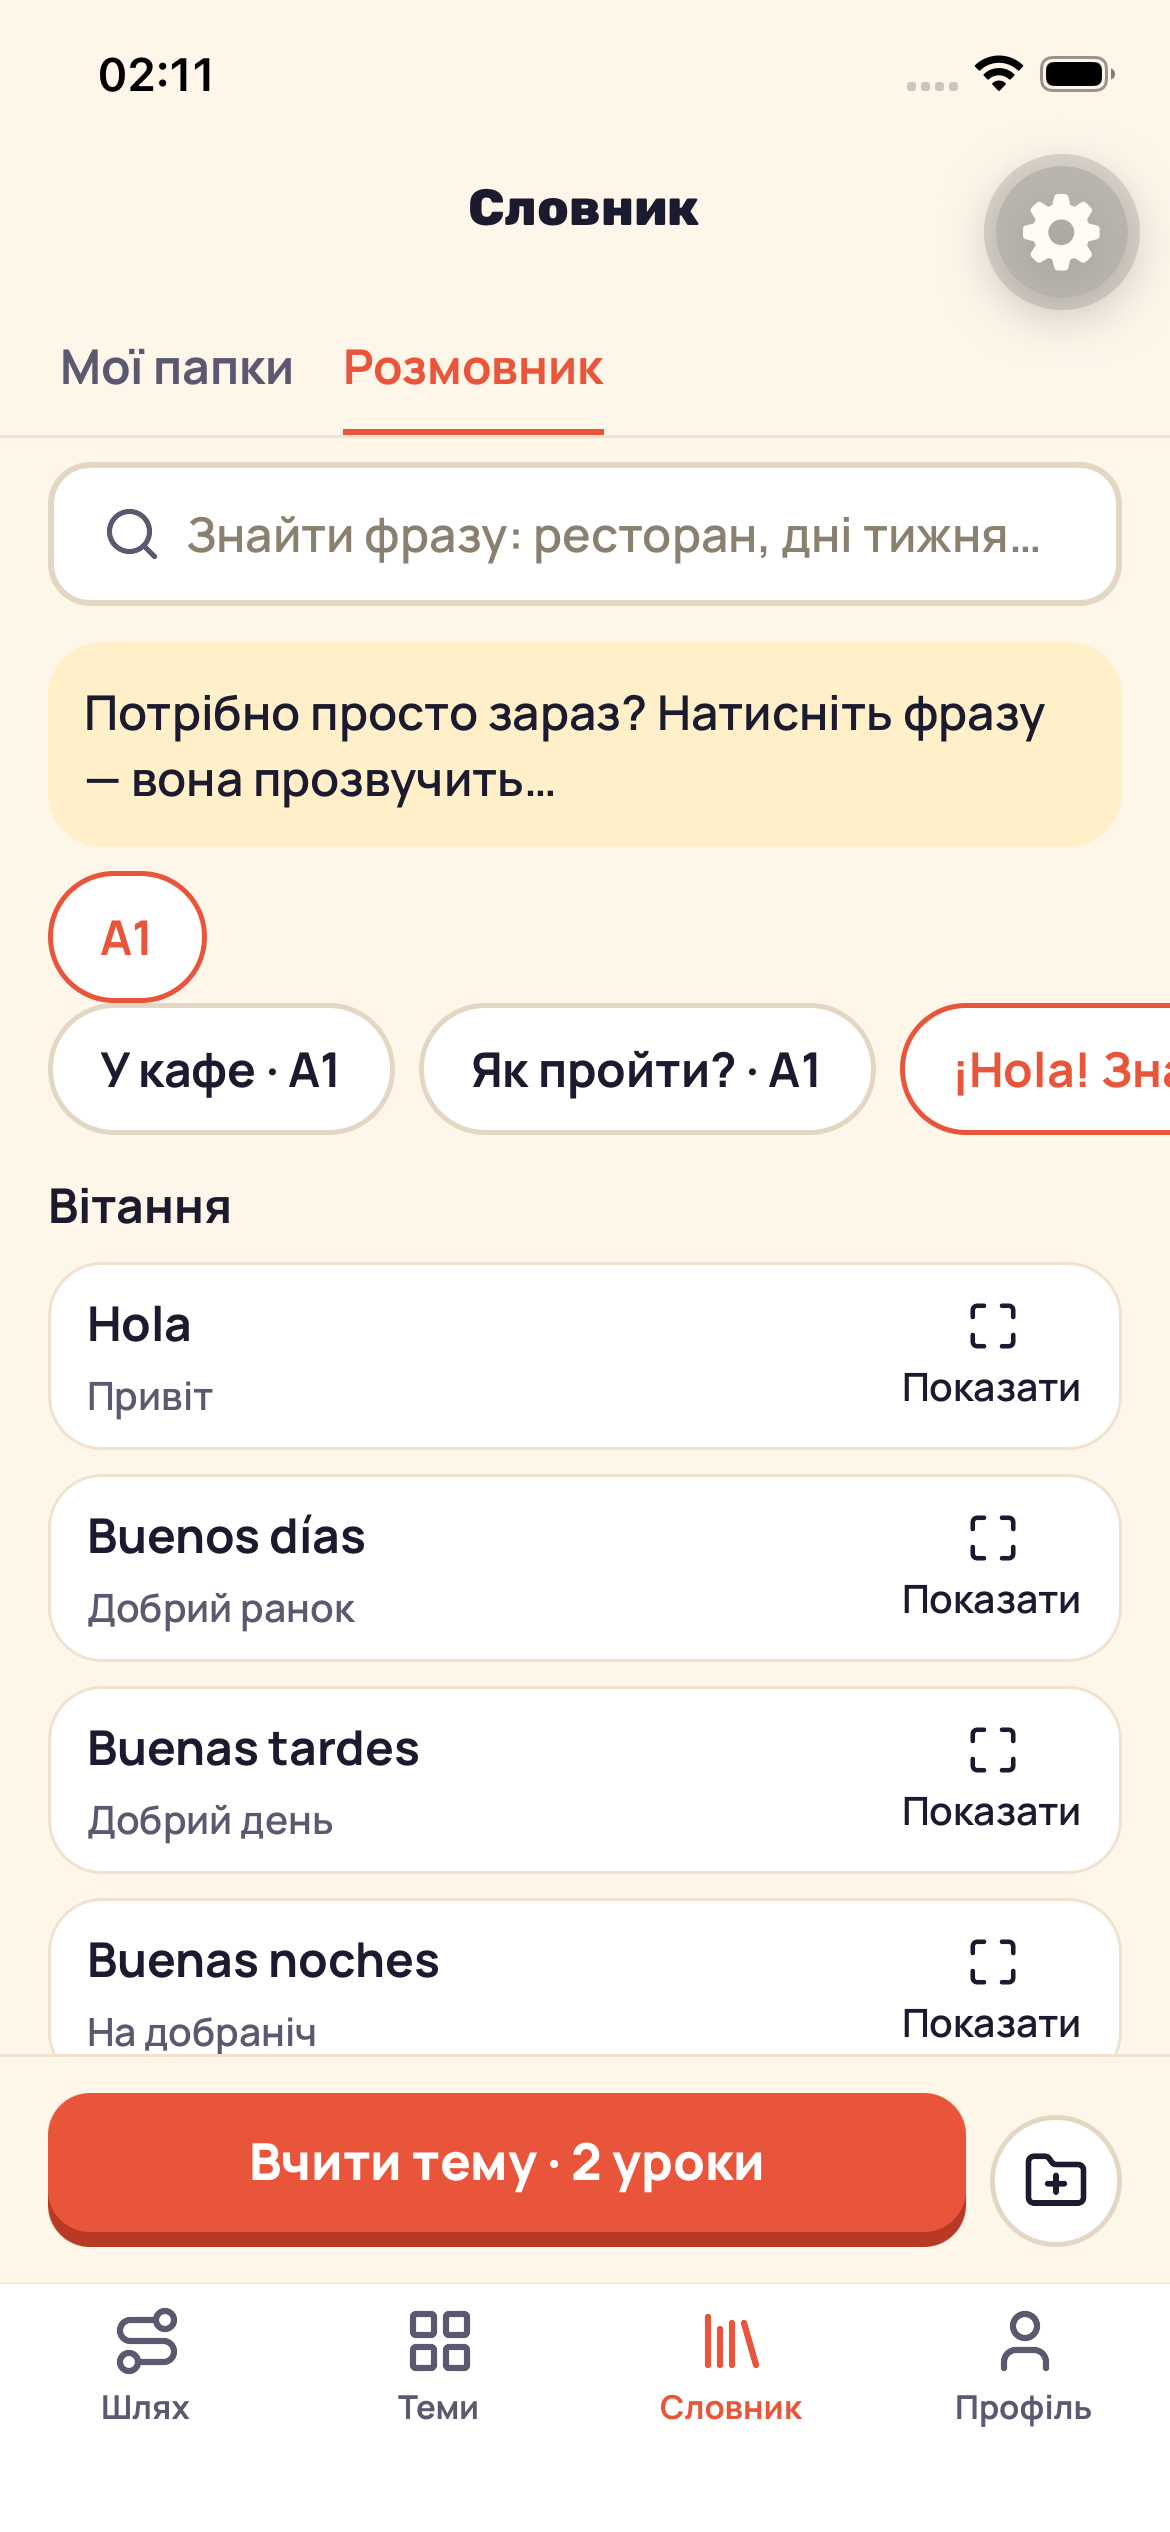 02:11
Словник
Мої папки
Розмовник
Знайти фразу: ресторан, дні тижня...
Потрібно просто зараз? Натисніть фразу
— вона прозвучить...
A1
У кафе · A1
Як пройти? · A1
¡Hola!
Вітання
Hola
Привіт
Показати
Buenos días
Добрий ранок
Показати
Buenas tardes
Добрий день
Показати
Buenas noches
На добраніч
Показати
Вчити тему · 2 уроки
Шлях
Теми
Словник
Профіль